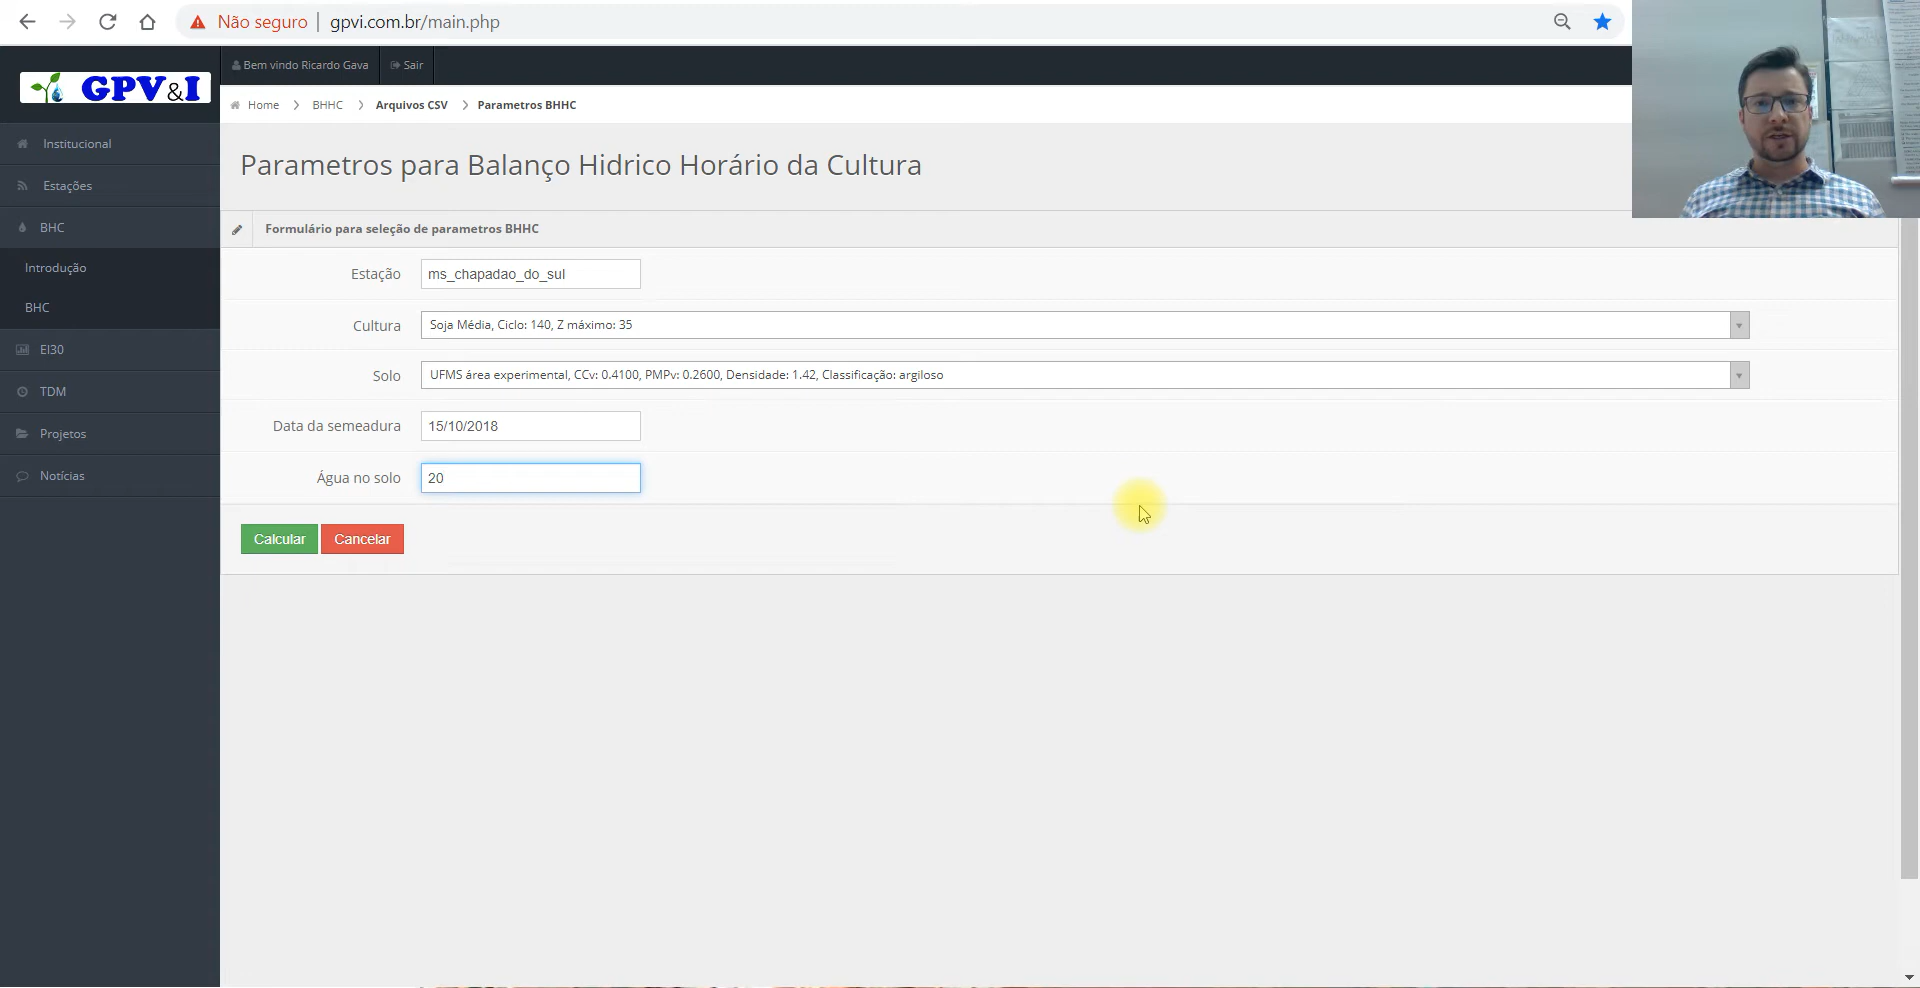 Não seguro | gpvi.com.br/main.php
GPV&I
Bem vindo Ricardo Gava
Sair
Home > BHHC > Arquivos CSV > Parametros BHHC
Institucional
Estações
BHC
Introdução
BHC
EI30
TDM
Projetos
Notícias
Parametros para Balanço Hidrico Horário da Cultura
Formulário para seleção de parametros BHHC
Estação ms_chapadao_do_sul
Cultura Soja Média, Ciclo: 140, Z máximo: 35
Solo UFMS área experimental, CCv: 0.4100, PMPv: 0.2600, Densidade: 1.42, Classificação: argiloso
Data da semeadura 15/10/2018
Água no solo 20
Calcular Cancelar